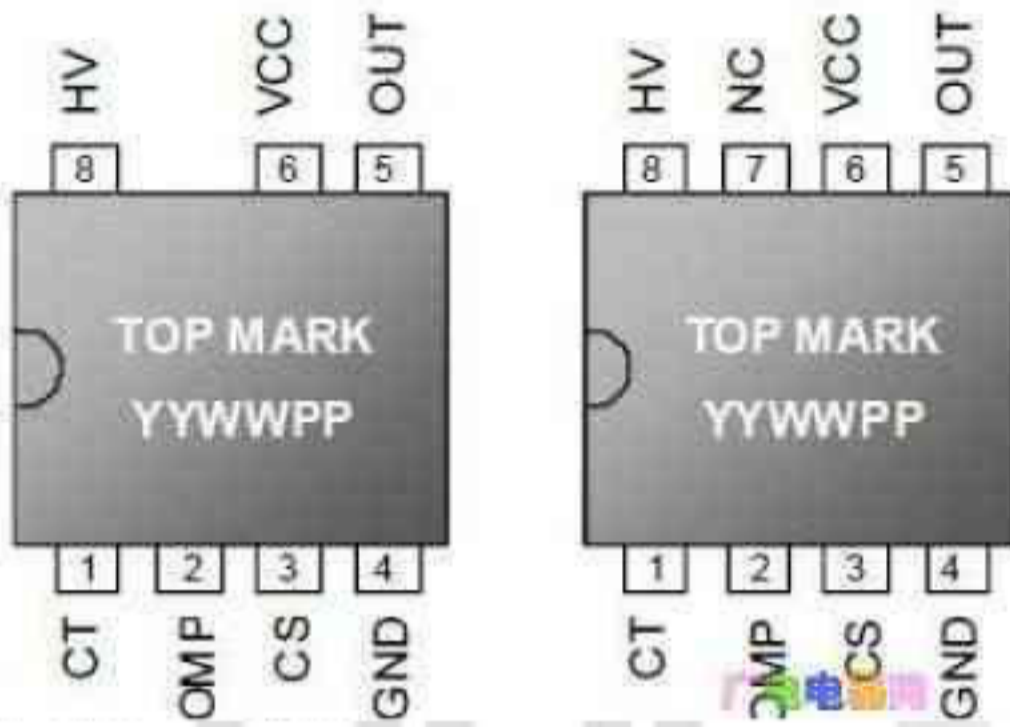 HV VCC OUT
8 6 5
TOP MARK
YYWWPP
1 2 3 4
CT OMP CS GND
HV NC VCC OUT
8 7 6 5
TOP MARK
YYWWPP
1 2 3 4
CT OMP CS GND